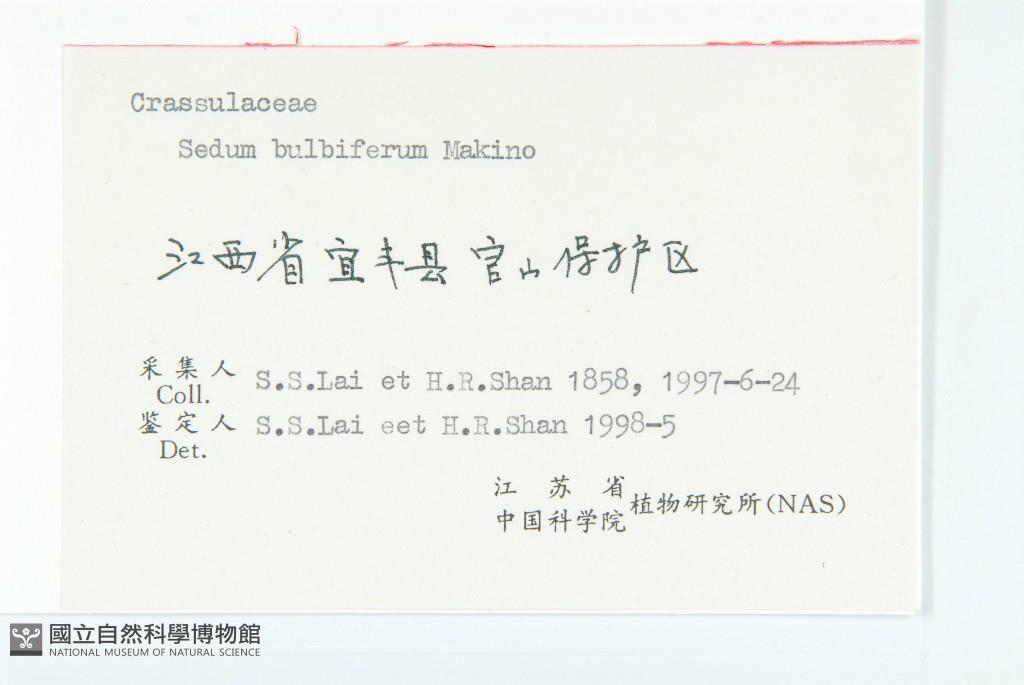 Crassulaceae
Sedum bulbiferum Makino
江西省宜丰县官山保护区
采集人 S.S.Lai et H.R.Shan 1858, 1997-6-24
Coll.
鉴定人 S.S.Lai eet H.R.Shan 1998-5
Det.
江苏省
中国科学院 植物研究所(NAS)
國立自然科學博物館
NATIONAL MUSEUM OF NATURAL SCIENCE